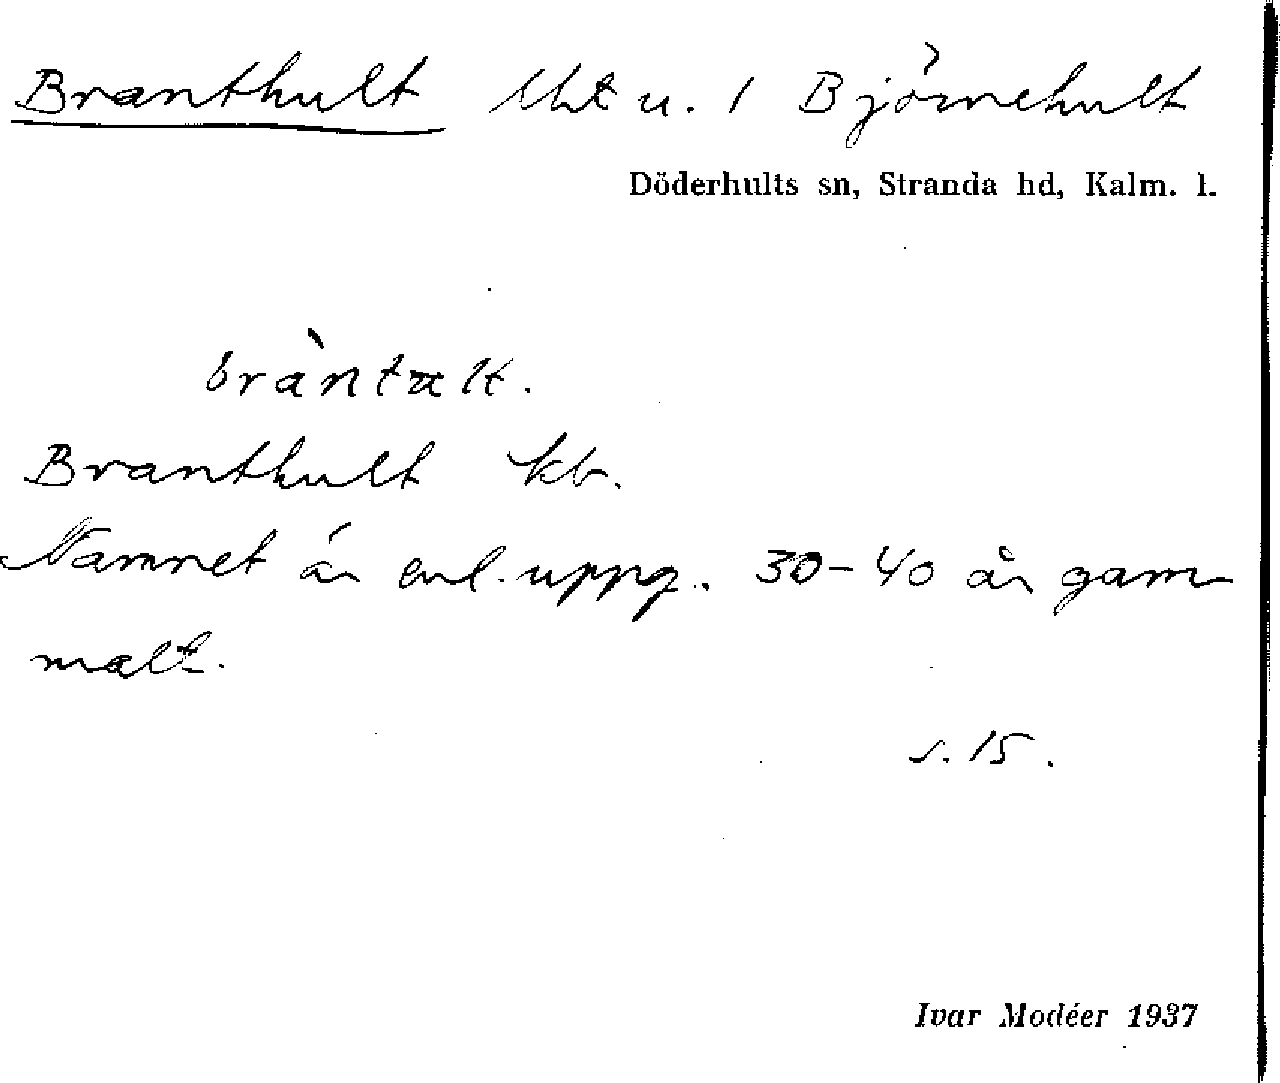 Branthult lht u. 1 Björnehult
Döderhults sn, Stranda hd, Kalm. l.
bràntalt.
Branthult kb.
Namnet är enl. uppg. 30-40 år gam-
malt.
s. 15.
Ivar Modéer 1937